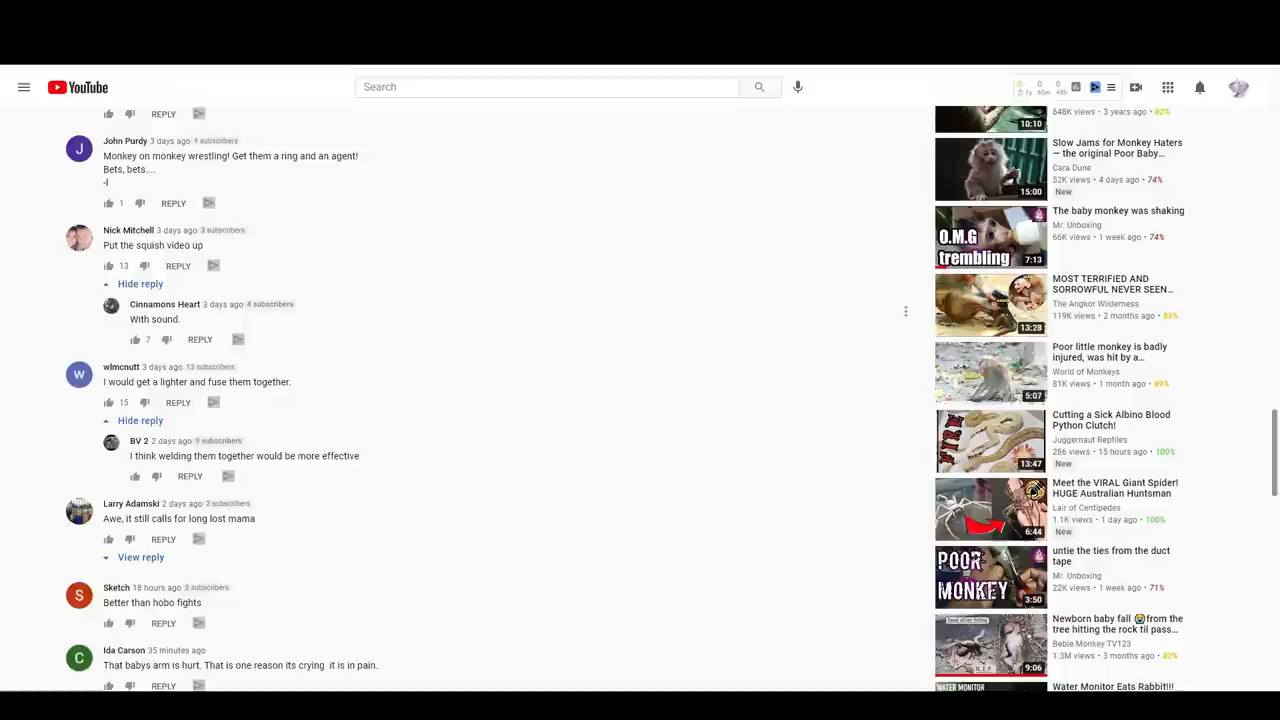 YouTube
Search
0 0 0
1y 60m 48h
REPLY
John Purdy 3 days ago 1 subscribers
Monkey on monkey wrestling! Get them a ring and an agent!
Bets, bets....
-I
1 REPLY
Nick Mitchell 3 days ago 3 subscribers
Put the squish video up
13 REPLY
Hide reply
Cinnamons Heart 3 days ago 4 subscribers
With sound.
7 REPLY
W
wlmcnutt 3 days ago 13 subscribers
I would get a lighter and fuse them together.
15 REPLY
Hide reply
BV 2 2 days ago 9 subscribers
I think welding them together would be more effective
REPLY
Larry Adamski 2 days ago 2 subscribers
Awe, it still calls for long lost mama
REPLY
View reply
S
Sketch 18 hours ago 2 subscribers
Better than hobo fights
REPLY
C
Ida Carson 35 minutes ago
That babys arm is hurt. That is one reason its crying it is in pain.
REPLY
10:10
648K views • 3 years ago • 82%
15:00
Slow Jams for Monkey Haters
— the original Poor Baby...
Cara Dune
52K views • 4 days ago • 74%
New
O.M.G
trembling
7:13
The baby monkey was shaking
Mr. Unboxing
66K views • 1 week ago • 74%
13:28
MOST TERRIFIED AND
SORROWFUL NEVER SEEN...
The Angkor Wilderness
119K views • 2 months ago • 88%
5:07
Poor little monkey is badly
injured, was hit by a...
World of Monkeys
81K views • 1 month ago • 89%
FIRE
13:47
Cutting a Sick Albino Blood
Python Clutch!
Juggernaut Reptiles
286 views • 15 hours ago • 100%
New
6:44
Meet the VIRAL Giant Spider!
HUGE Australian Huntsman
Lair of Centipedes
1.1K views • 1 day ago • 100%
New
POOR
MONKEY
3:50
untie the ties from the duct
tape
Mr. Unboxing
22K views • 1 week ago • 71%
Dead after falling
R.I.P
9:06
Newborn baby fall 😭from the
tree hitting the rock til pass...
Bebie Monkey TV123
1.3M views • 3 months ago • 82%
WATER MONITOR
Water Monitor Eats Rabbit!!!